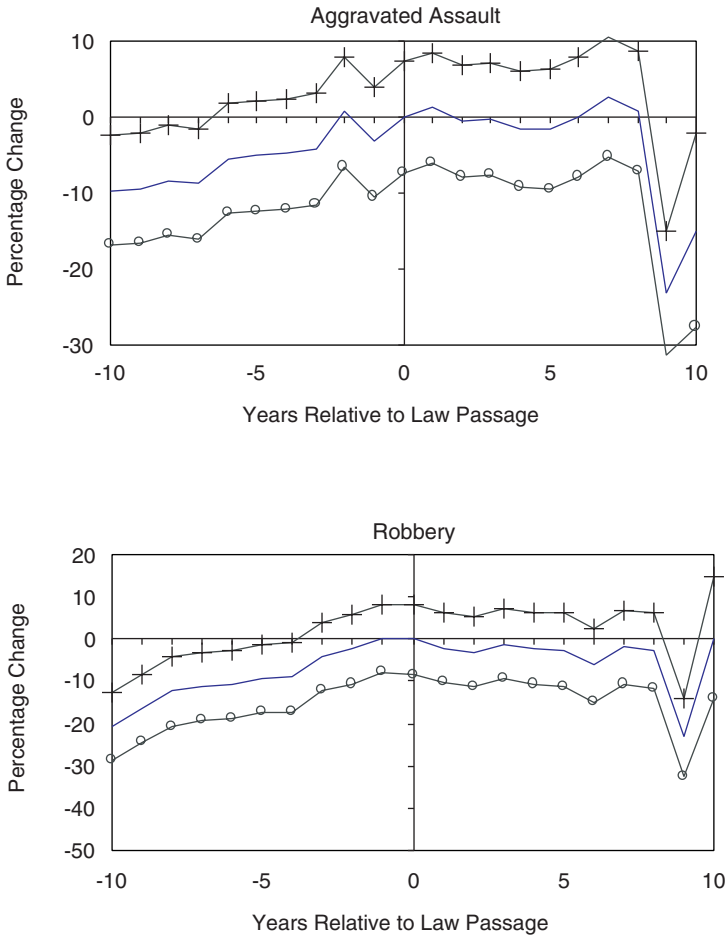 Aggravated Assault
10
0
-10
-20
-30
Percentage Change
-10 -5 0 5 10
Years Relative to Law Passage
Robbery
20
10
0
-10
-20
-30
-40
-50
Percentage Change
-10 -5 0 5 10
Years Relative to Law Passage